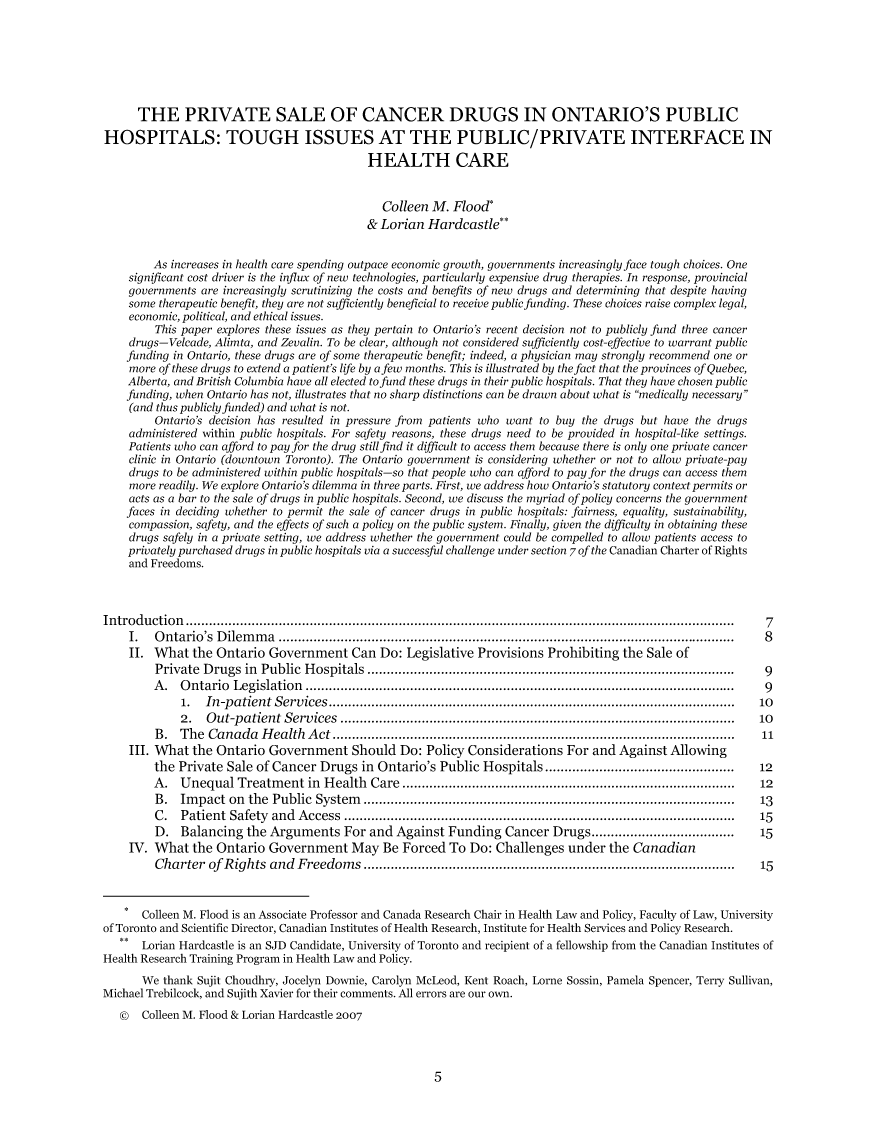 THE PRIVATE SALE OF CANCER DRUGS IN ONTARIO’S PUBLIC
HOSPITALS: TOUGH ISSUES AT THE PUBLIC/PRIVATE INTERFACE IN
HEALTH CARE
Colleen M. Flood*
& Lorian Hardcastle**
As increases in health care spending outpace economic growth, governments increasingly face tough choices. One
significant cost driver is the influx of new technologies, particularly expensive drug therapies. In response, provincial
governments are increasingly scrutinizing the costs and benefits of new drugs and determining that despite having
some therapeutic benefit, they are not sufficiently beneficial to receive public funding. These choices raise complex legal,
economic, political, and ethical issues.
This paper explores these issues as they pertain to Ontario’s recent decision not to publicly fund three cancer
drugs—Velcade, Alimta, and Zevalin. To be clear, although not considered sufficiently cost-effective to warrant public
funding in Ontario, these drugs are of some therapeutic benefit; indeed, a physician may strongly recommend one or
more of these drugs to extend a patient’s life by a few months. This is illustrated by the fact that the provinces of Quebec,
Alberta, and British Columbia have all elected to fund these drugs in their public hospitals. That they have chosen public
funding, when Ontario has not, illustrates that no sharp distinctions can be drawn about what is “medically necessary”
(and thus publicly funded) and what is not.
Ontario’s decision has resulted in pressure from patients who want to buy the drugs but have the drugs
administered within public hospitals. For safety reasons, these drugs need to be provided in hospital-like settings.
Patients who can afford to pay for the drug still find it difficult to access them because there is only one private cancer
clinic in Ontario (downtown Toronto). The Ontario government is considering whether or not to allow private-pay
drugs to be administered within public hospitals—so that people who can afford to pay for the drugs can access them
more readily. We explore Ontario’s dilemma in three parts. First, we address how Ontario’s statutory context permits or
acts as a bar to the sale of drugs in public hospitals. Second, we discuss the myriad of policy concerns the government
faces in deciding whether to permit the sale of cancer drugs in public hospitals: fairness, equality, sustainability,
compassion, safety, and the effects of such a policy on the public system. Finally, given the difficulty in obtaining these
drugs safely in a private setting, we address whether the government could be compelled to allow patients access to
privately purchased drugs in public hospitals via a successful challenge under section 7 of the Canadian Charter of Rights
and Freedoms.
Introduction ........ 7
I. Ontario’s Dilemma ........ 8
II. What the Ontario Government Can Do: Legislative Provisions Prohibiting the Sale of
Private Drugs in Public Hospitals ........ 9
A. Ontario Legislation ........ 9
1. In-patient Services ........ 10
2. Out-patient Services ........ 10
B. The Canada Health Act ........ 11
III. What the Ontario Government Should Do: Policy Considerations For and Against Allowing
the Private Sale of Cancer Drugs in Ontario’s Public Hospitals ........ 12
A. Unequal Treatment in Health Care ........ 12
B. Impact on the Public System ........ 13
C. Patient Safety and Access ........ 15
D. Balancing the Arguments For and Against Funding Cancer Drugs ........ 15
IV. What the Ontario Government May Be Forced To Do: Challenges under the Canadian
Charter of Rights and Freedoms ........ 15
* Colleen M. Flood is an Associate Professor and Canada Research Chair in Health Law and Policy, Faculty of Law, University
of Toronto and Scientific Director, Canadian Institutes of Health Research, Institute for Health Services and Policy Research.
** Lorian Hardcastle is an SJD Candidate, University of Toronto and recipient of a fellowship from the Canadian Institutes of
Health Research Training Program in Health Law and Policy.
We thank Sujit Choudhry, Jocelyn Downie, Carolyn McLeod, Kent Roach, Lorne Sossin, Pamela Spencer, Terry Sullivan,
Michael Trebilcock, and Sujith Xavier for their comments. All errors are our own.
© Colleen M. Flood & Lorian Hardcastle 2007
5